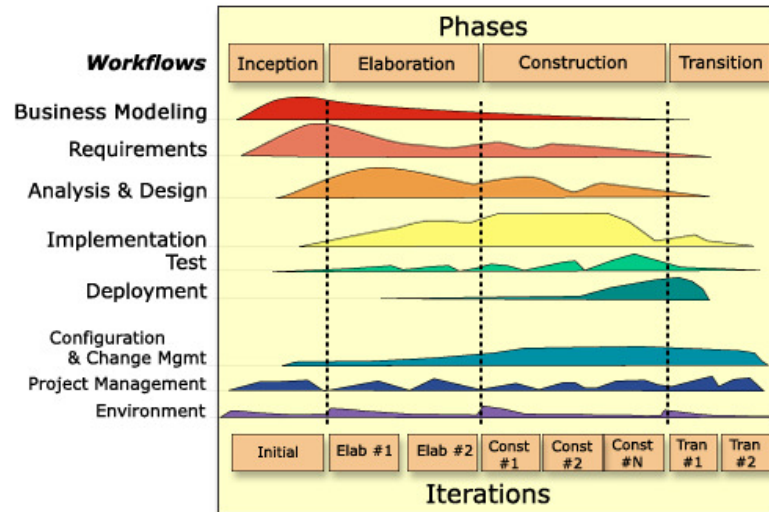 Phases
Workflows
Inception
Elaboration
Construction
Transition
Business Modeling
Requirements
Analysis & Design
Implementation
Test
Deployment
Configuration
& Change Mgmt
Project Management
Environment
Initial
Elab #1
Elab #2
Const
#1
Const
#2
Const
#N
Tran
#1
Tran
#2
Iterations